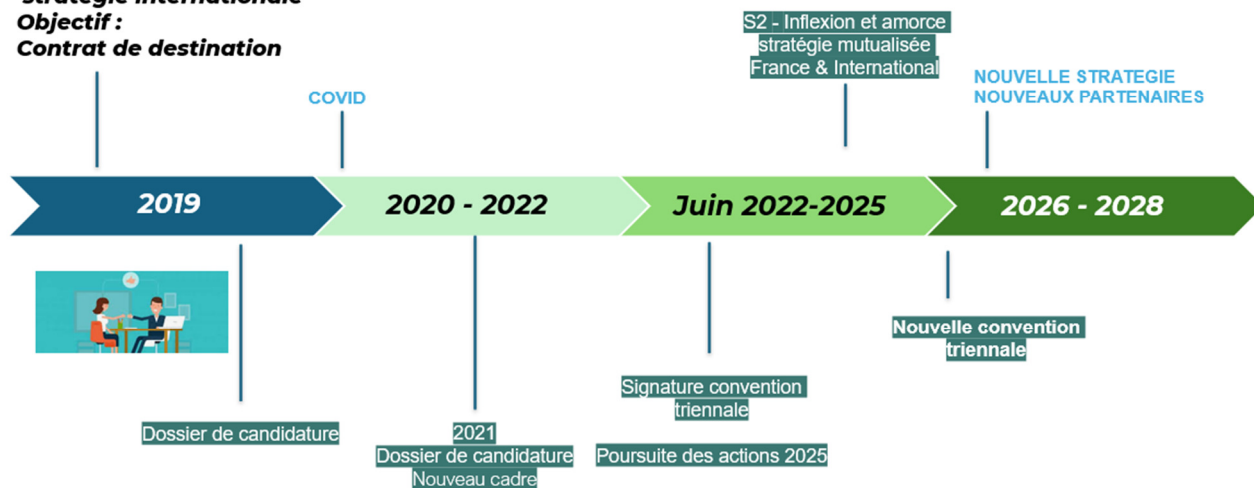 stratégie internationale
Objectif :
Contrat de destination
COVID
S2 - Inflexion et amorce
stratégie mutualisée
France & International
NOUVELLE STRATEGIE
NOUVEAUX PARTENAIRES
2019
2020 - 2022
Juin 2022-2025
2026 - 2028
Dossier de candidature
2021
Dossier de candidature
Nouveau cadre
Signature convention
triennale
Poursuite des actions 2025
Nouvelle convention
triennale